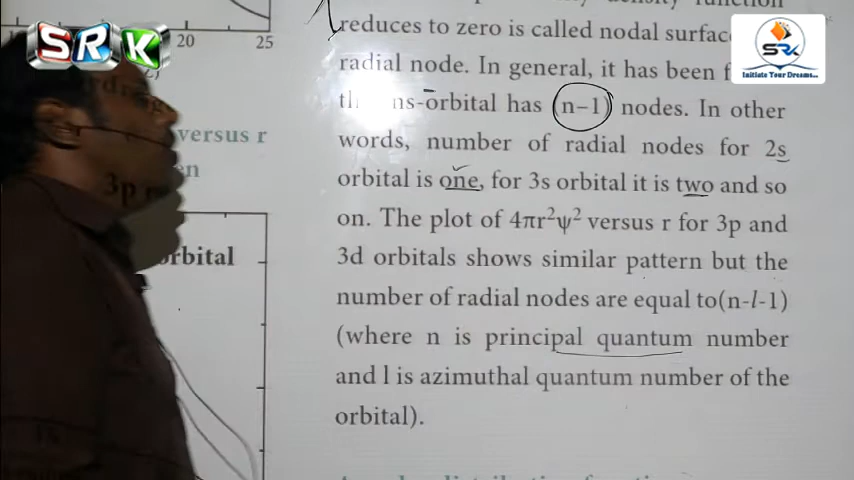 SRK
SRK
Initiate Your Dreams..
20
25
versus r
3p
orbital
density function
reduces to zero is called nodal
radial node. In general, it has been
ns-orbital has (n−1) nodes. In other
words, number of radial nodes for 2s
orbital is one, for 3s orbital it is two and so
on. The plot of 4πr²ψ² versus r for 3p and
3d orbitals shows similar pattern but the
number of radial nodes are equal to(n-l-1)
(where n is principal quantum number
and l is azimuthal quantum number of the
orbital).